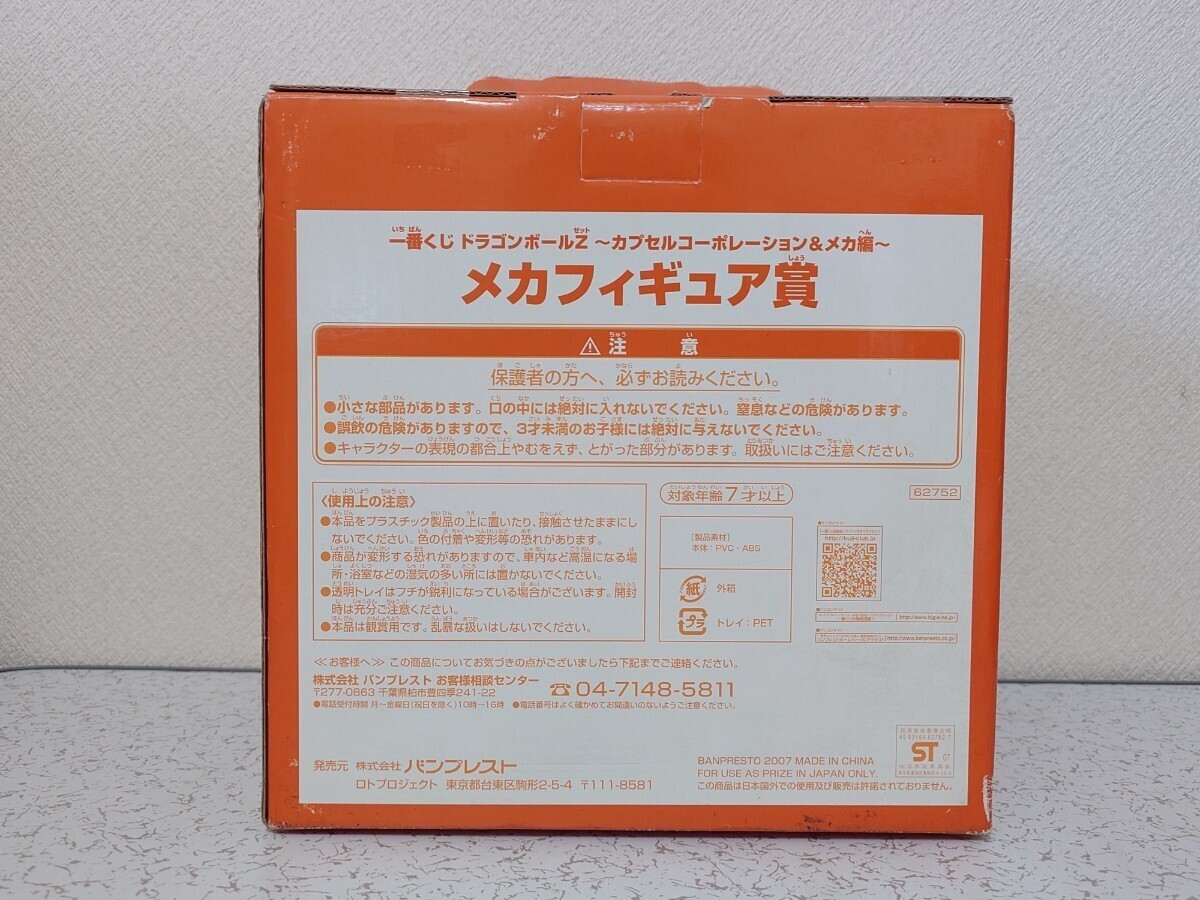 一番くじ ドラゴンボールZ ～カプセルコーポレーション&メカ編～
メカフィギュア賞
⚠注 意
保護者の方へ、必ずお読みください。
●小さな部品があります。口の中には絶対に入れないでください。窒息などの危険があります。
●誤飲の危険がありますので、3才未満のお子様には絶対に与えないでください。
●キャラクターの表現の都合上やむをえず、とがった部分があります。取扱いにはご注意ください。
〈使用上の注意〉
●本品をプラスチック製品の上に置いたり、接触させたままにし
ないでください。色の付着や変形等の恐れがあります。
●商品が変形する恐れがありますので、車内など高温になる場
所・浴室などの湿気の多い所には置かないでください。
●透明トレイはフチが鋭利になっている場合がございます。開封
時は充分ご注意ください。
●本品は観賞用です。乱暴な扱いはしないでください。
対象年齢7才以上
62752
［製品素材］
本体：PVC・ABS
紙 外箱
プラ トレイ：PET
http://kuji-club.jp
http://www.big-one.jp/
http://www.banpresto.co.jp/
≪お客様へ≫ この商品についてお気づきの点がございましたら下記までご連絡ください。
株式会社 バンプレスト お客様相談センター
〒277-0863 千葉県柏市豊四季241-22
☎04-7148-5811
●電話受付時間 月～金曜日(祝日を除く)10時～16時 ●電話番号はよく確かめてお間違いのないようご注意ください。
発売元 株式会社 バンプレスト
ロトプロジェクト 東京都台東区駒形2-5-4 〒111-8581
BANPRESTO 2007 MADE IN CHINA
FOR USE AS PRIZE IN JAPAN ONLY.
この商品は日本国外での使用及び販売は許諾されておりません。
ST
07